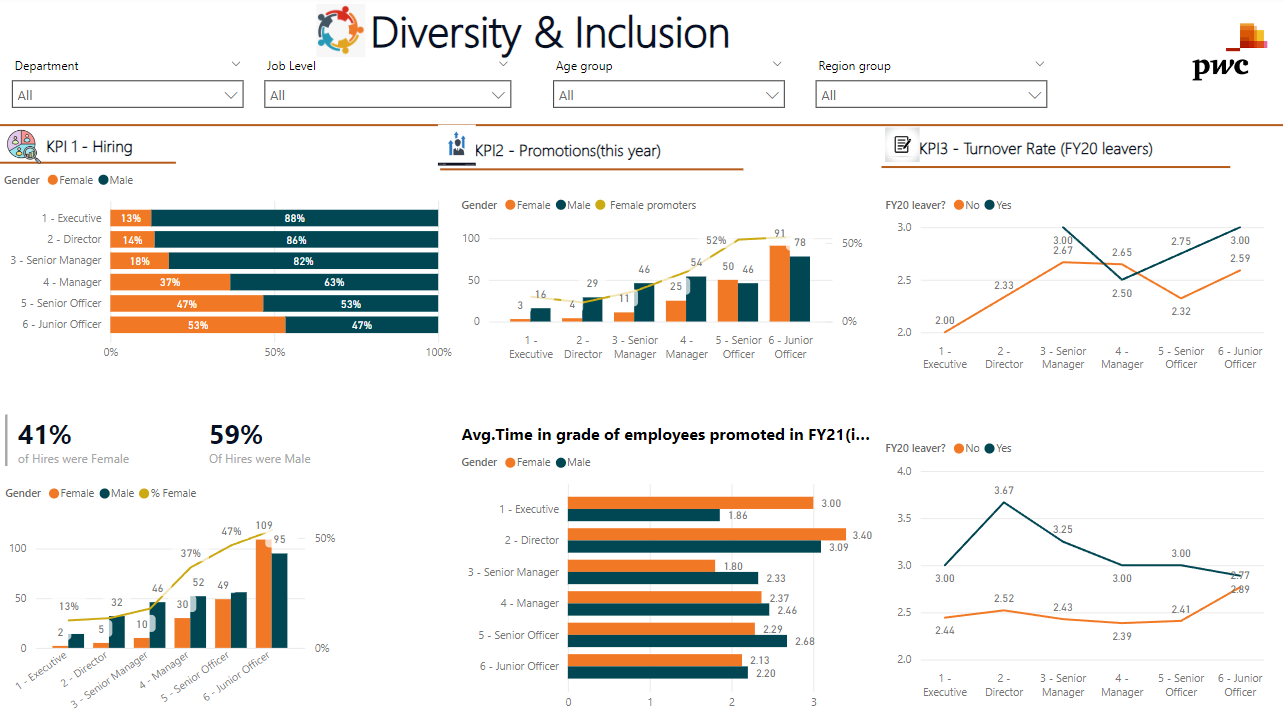 Diversity & Inclusion
Department
Job Level
Age group
Region group
All
All
All
All
pwc
KPI 1 - Hiring
Gender Female Male
1 - Executive 13% 88%
2 - Director 14% 86%
3 - Senior Manager 18% 82%
4 - Manager 37% 63%
5 - Senior Officer 47% 53%
6 - Junior Officer 53% 47%
0% 50% 100%
KPI2 - Promotions(this year)
Gender Female Male Female promoters
100
50
0
50%
0%
3 16 4 29 11 46 25 54 52% 50 46 91 78
1 - Executive
2 - Director
3 - Senior Manager
4 - Manager
5 - Senior Officer
6 - Junior Officer
KPI3 - Turnover Rate (FY20 leavers)
FY20 leaver? No Yes
3.0
2.5
2.0
2.00 2.33 3.00 2.67 2.65 2.50 2.75 2.32 3.00 2.59
1 - Executive
2 - Director
3 - Senior Manager
4 - Manager
5 - Senior Officer
6 - Junior Officer
41%
of Hires were Female
59%
Of Hires were Male
Gender Female Male % Female
100
50
0
50%
0%
13% 2 5 32 10 46 37% 30 52 47% 49 109 95
1 - Executive
2 - Director
3 - Senior Manager
4 - Manager
5 - Senior Officer
6 - Junior Officer
Avg.Time in grade of employees promoted in FY21(i...
Gender Female Male
1 - Executive 3.00 1.86
2 - Director 3.40 3.09
3 - Senior Manager 1.80 2.33
4 - Manager 2.37 2.46
5 - Senior Officer 2.29 2.68
6 - Junior Officer 2.13 2.20
0 1 2 3
FY20 leaver? No Yes
4.0
3.5
3.0
2.5
2.0
3.00 3.67 3.25 3.00 3.00 2.89
2.44 2.52 2.43 2.39 2.41 2.77
1 - Executive
2 - Director
3 - Senior Manager
4 - Manager
5 - Senior Officer
6 - Junior Officer